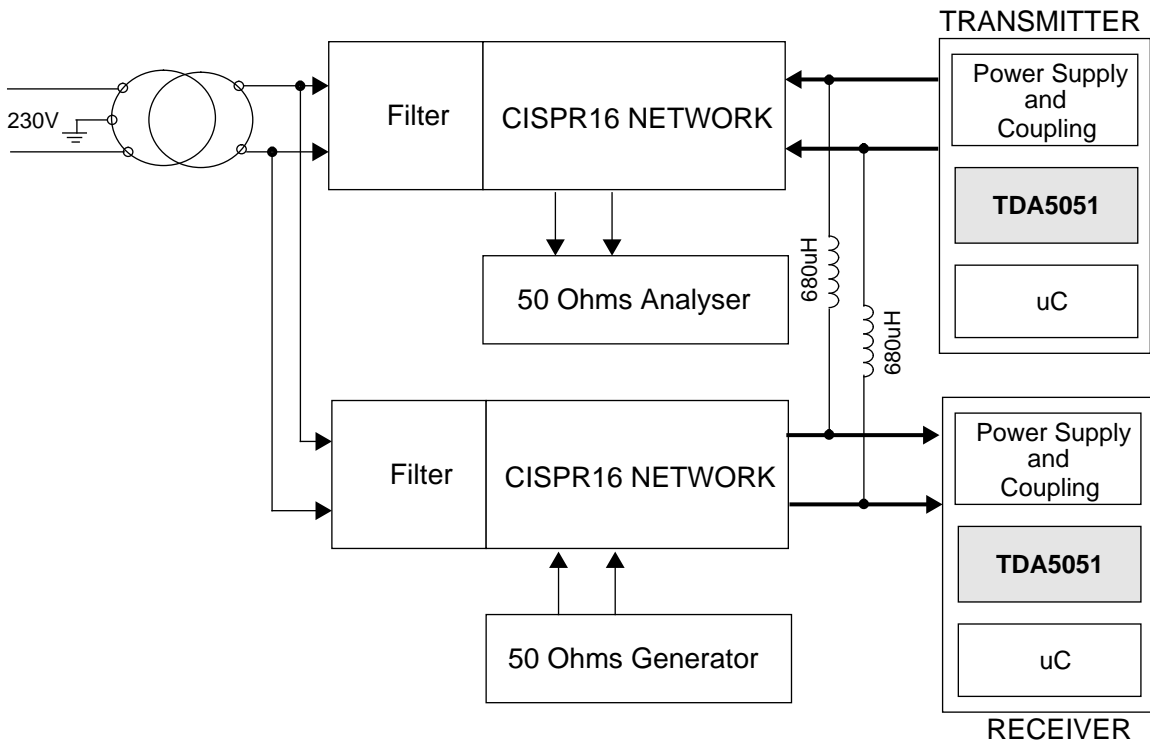 TRANSMITTER
Power Supply
and
Coupling
230V
Filter
CISPR16 NETWORK
TDA5051
680uH
50 Ohms Analyser
uC
680uH
Filter
CISPR16 NETWORK
Power Supply
and
Coupling
TDA5051
50 Ohms Generator
uC
RECEIVER